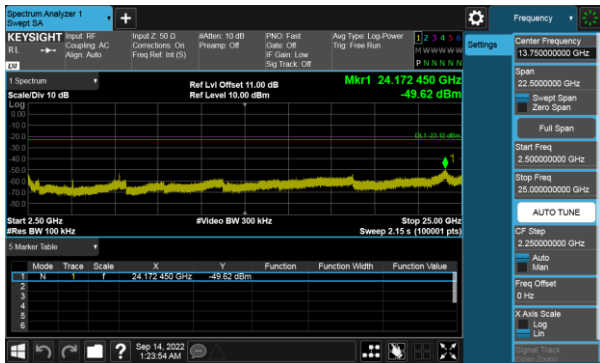 Spectrum Analyzer 1
Swept SA
KEYSIGHT
RL
Input: RF
Coupling: AC
Align: Auto
Input Z: 50 Ω
Corrections: On
Freq Ref: Int (S)
#Atten: 10 dB
Preamp: Off
PNO: Fast
Gate: Off
IF Gain: Low
Sig Track: Off
Avg Type: Log-Power
Trig: Free Run
1 2 3 4 5 6
M W W W W W
P N N N N N
1 Spectrum
Scale/Div 10 dB
Ref Lvl Offset 11.00 dB
Ref Level 10.00 dBm
Mkr1 24.172 450 GHz
-49.62 dBm
Log
0.00
-10.0
-20.0
-30.0
-40.0
-50.0
-60.0
-70.0
-80.0
DL1 -23.12 dBm
1
Start 2.50 GHz
#Res BW 100 kHz
#Video BW 300 kHz
Stop 25.00 GHz
Sweep 2.15 s (100001 pts)
5 Marker Table
Mode Trace Scale X Y Function Function Width Function Value
1 N 1 f 24.172 450 GHz -49.62 dBm
2
3
4
5
6
Sep 14, 2022
1:23:54 AM
Frequency
Settings
Center Frequency
13.750000000 GHz
Span
22.5000000 GHz
Swept Span
Zero Span
Full Span
Start Freq
2.500000000 GHz
Stop Freq
25.000000000 GHz
AUTO TUNE
CF Step
2.250000000 GHz
Auto
Man
Freq Offset
0 Hz
X Axis Scale
Log
Lin
Signal Track
(Span Zoom)